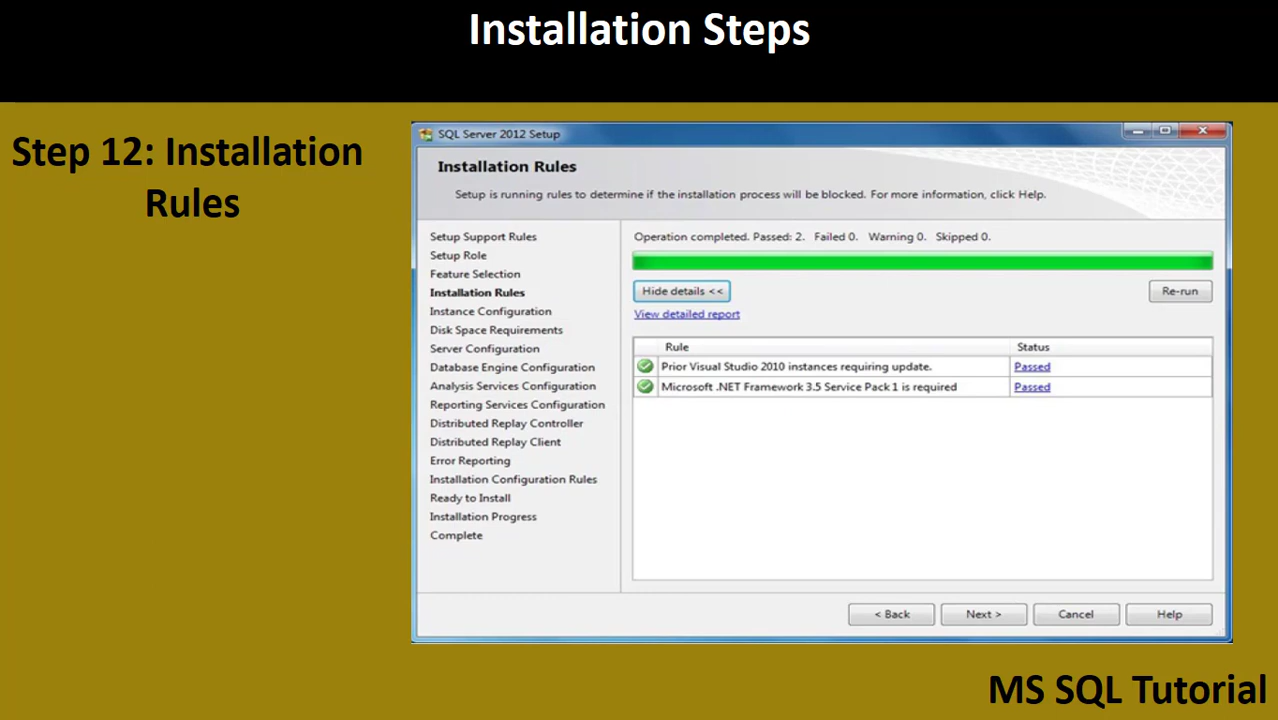 Installation Steps
Step 12: Installation
Rules
SQL Server 2012 Setup
Installation Rules
Setup is running rules to determine if the installation process will be blocked. For more information, click Help.
Setup Support Rules
Setup Role
Feature Selection
Installation Rules
Instance Configuration
Disk Space Requirements
Server Configuration
Database Engine Configuration
Analysis Services Configuration
Reporting Services Configuration
Distributed Replay Controller
Distributed Replay Client
Error Reporting
Installation Configuration Rules
Ready to Install
Installation Progress
Complete
Operation completed. Passed: 2. Failed 0. Warning 0. Skipped 0.
Hide details << Re-run
View detailed report
Rule Status
Prior Visual Studio 2010 instances requiring update. Passed
Microsoft .NET Framework 3.5 Service Pack 1 is required Passed
< Back Next > Cancel Help
MS SQL Tutorial